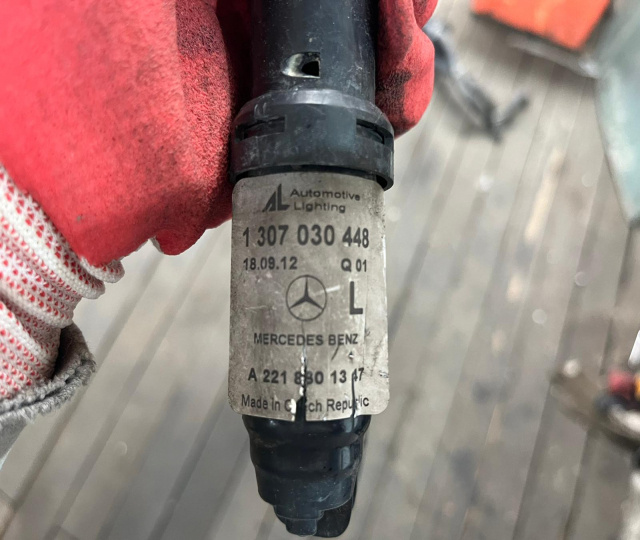 AL Automotive
Lighting
1 307 030 448
18.09.12 Q 01
L
MERCEDES BENZ
A 221 13 47
Made in Czech Republic